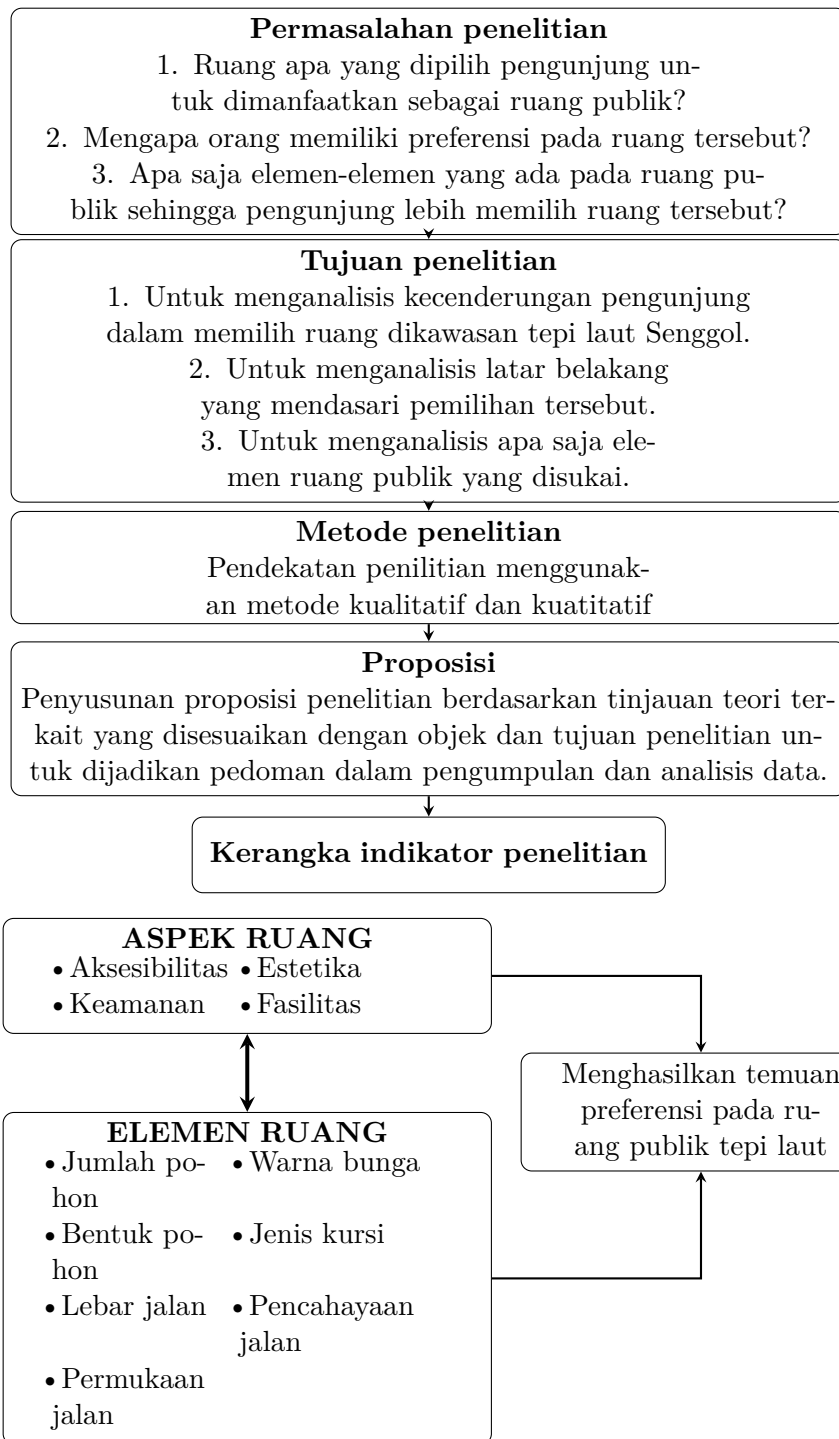 Permasalahan penelitian
1. Ruang apa yang dipilih pengunjung un-
tuk dimanfaatkan sebagai ruang publik?
2. Mengapa orang memiliki preferensi pada ruang tersebut?
3. Apa saja elemen-elemen yang ada pada ruang pu-
blik sehingga pengunjung lebih memilih ruang tersebut?
Tujuan penelitian
1. Untuk menganalisis kecenderungan pengunjung
dalam memilih ruang dikawasan tepi laut Senggol.
2. Untuk menganalisis latar belakang
yang mendasari pemilihan tersebut.
3. Untuk menganalisis apa saja ele-
men ruang publik yang disukai.
Metode penelitian
Pendekatan penilitian menggunak-
an metode kualitatif dan kuatitatif
Proposisi
Penyusunan proposisi penelitian berdasarkan tinjauan teori ter-
kait yang disesuaikan dengan objek dan tujuan penelitian un-
tuk dijadikan pedoman dalam pengumpulan dan analisis data.
Kerangka indikator penelitian
ASPEK RUANG
• Aksesibilitas • Estetika
• Keamanan • Fasilitas
Menghasilkan temuan
preferensi pada ru-
ang publik tepi laut
ELEMEN RUANG
• Jumlah po- • Warna bunga
hon
• Bentuk po- • Jenis kursi
hon
• Lebar jalan • Pencahayaan
jalan
• Permukaan
jalan